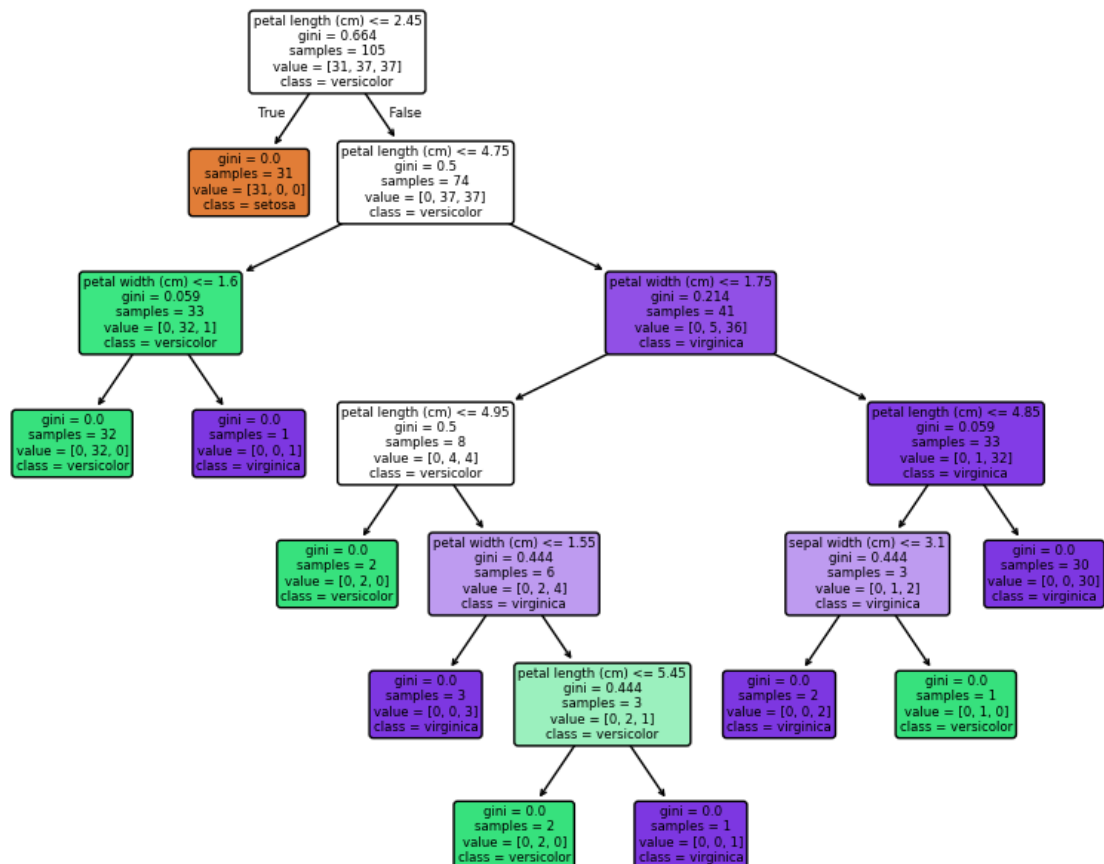 petal length (cm) <= 2.45
gini = 0.664
samples = 105
value = [31, 37, 37]
class = versicolor
True
False
gini = 0.0
samples = 31
value = [31, 0, 0]
class = setosa
petal length (cm) <= 4.75
gini = 0.5
samples = 74
value = [0, 37, 37]
class = versicolor
petal width (cm) <= 1.6
gini = 0.059
samples = 33
value = [0, 32, 1]
class = versicolor
petal width (cm) <= 1.75
gini = 0.214
samples = 41
value = [0, 5, 36]
class = virginica
gini = 0.0
samples = 32
value = [0, 32, 0]
class = versicolor
gini = 0.0
samples = 1
value = [0, 0, 1]
class = virginica
petal length (cm) <= 4.95
gini = 0.5
samples = 8
value = [0, 4, 4]
class = versicolor
petal length (cm) <= 4.85
gini = 0.059
samples = 33
value = [0, 1, 32]
class = virginica
gini = 0.0
samples = 2
value = [0, 2, 0]
class = versicolor
petal width (cm) <= 1.55
gini = 0.444
samples = 6
value = [0, 2, 4]
class = virginica
sepal width (cm) <= 3.1
gini = 0.444
samples = 3
value = [0, 1, 2]
class = virginica
gini = 0.0
samples = 30
value = [0, 0, 30]
class = virginica
gini = 0.0
samples = 3
value = [0, 0, 3]
class = virginica
petal length (cm) <= 5.45
gini = 0.444
samples = 3
value = [0, 2, 1]
class = versicolor
gini = 0.0
samples = 2
value = [0, 0, 2]
class = virginica
gini = 0.0
samples = 1
value = [0, 1, 0]
class = versicolor
gini = 0.0
samples = 2
value = [0, 2, 0]
class = versicolor
gini = 0.0
samples = 1
value = [0, 0, 1]
class = virginica